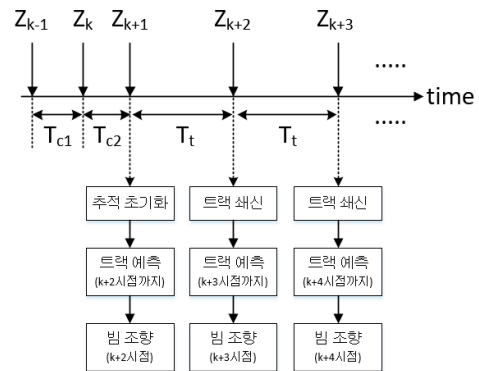 Z_{k-1} Z_k Z_{k+1} Z_{k+2} Z_{k+3}
.....
time
T_{c1} T_{c2} T_t T_t .....
추적 초기화 트랙 쇄신 트랙 쇄신
트랙 예측 트랙 예측 트랙 예측
(k+2시점까지) (k+3시점까지) (k+4시점까지)
빔 조향 빔 조향 빔 조향
(k+2시점) (k+3시점) (k+4시점)